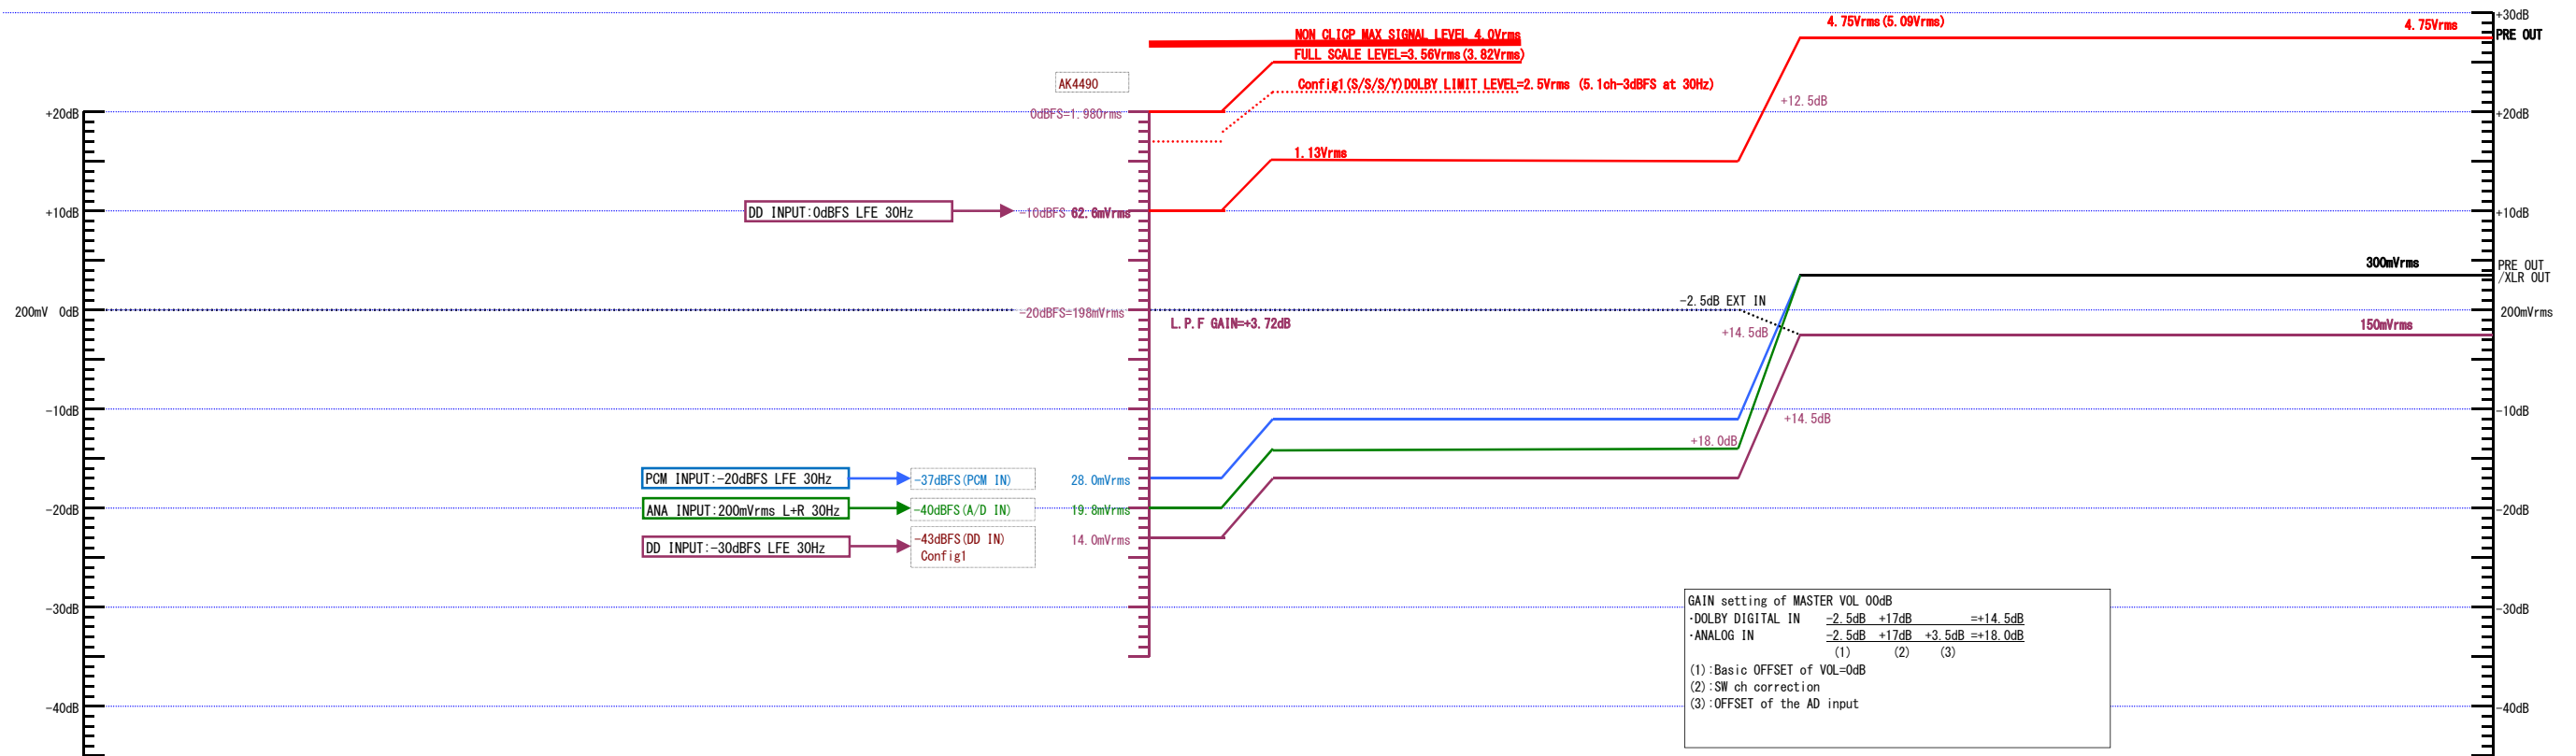 +30dB
4.75Vrms(5.09Vrms)
4.75Vrms
PRE OUT
NON CLICP MAX SIGNAL LEVEL 4.0Vrms
FULL SCALE LEVEL=3.56Vrms(3.82Vrms)
AK4490
Config1(S/S/S/Y)DOLBY LIMIT LEVEL=2.5Vrms (5.1ch-3dBFS at 30Hz)
+12.5dB
+20dB
0dBFS=1.980rms
+20dB
1.13Vrms
+10dB
DD INPUT:0dBFS LFE 30Hz
-10dBFS 62.6mVrms
+10dB
300mVrms
PRE OUT
/XLR OUT
-2.5dB EXT IN
200mV 0dB
-20dBFS=198mVrms
200mVrms
L.P.F GAIN=+3.72dB
150mVrms
+14.5dB
-10dB
-10dB
+14.5dB
+18.0dB
PCM INPUT:-20dBFS LFE 30Hz
-37dBFS(PCM IN)
28.0mVrms
ANA INPUT:200mVrms L+R 30Hz
-40dBFS(A/D IN)
19.8mVrms
-20dB
-20dB
DD INPUT:-30dBFS LFE 30Hz
-43dBFS(DD IN)
Config1
14.0mVrms
-30dB
-30dB
GAIN setting of MASTER VOL 00dB
・DOLBY DIGITAL IN -2.5dB +17dB =+14.5dB
・ANALOG IN -2.5dB +17dB +3.5dB =+18.0dB
(1) (2) (3)
(1):Basic OFFSET of VOL=0dB
(2):SW ch correction
(3):OFFSET of the AD input
-40dB
-40dB